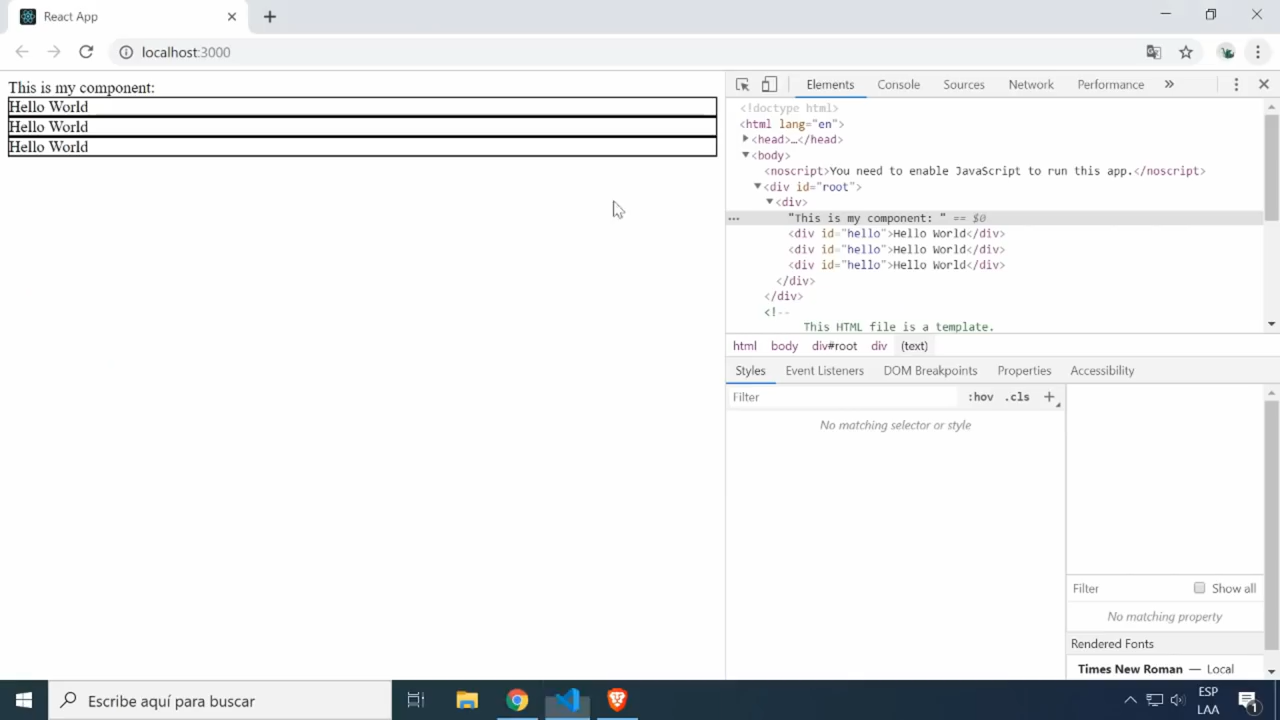 React App
localhost:3000
This is my component:
Hello World
Hello World
Hello World
Elements Console Sources Network Performance »
<!doctype html>
<html lang="en">
<head>…</head>
<body>
<noscript>You need to enable JavaScript to run this app.</noscript>
<div id="root">
<div>
"This is my component: " == $0
<div id="hello">Hello World</div>
<div id="hello">Hello World</div>
<div id="hello">Hello World</div>
</div>
</div>
<!--
This HTML file is a template.
html body div#root div (text)
Styles Event Listeners DOM Breakpoints Properties Accessibility
Filter :hov .cls +
No matching selector or style
Filter Show all
No matching property
Rendered Fonts
Times New Roman — Local
Escribe aquí para buscar
ESP
LAA
1